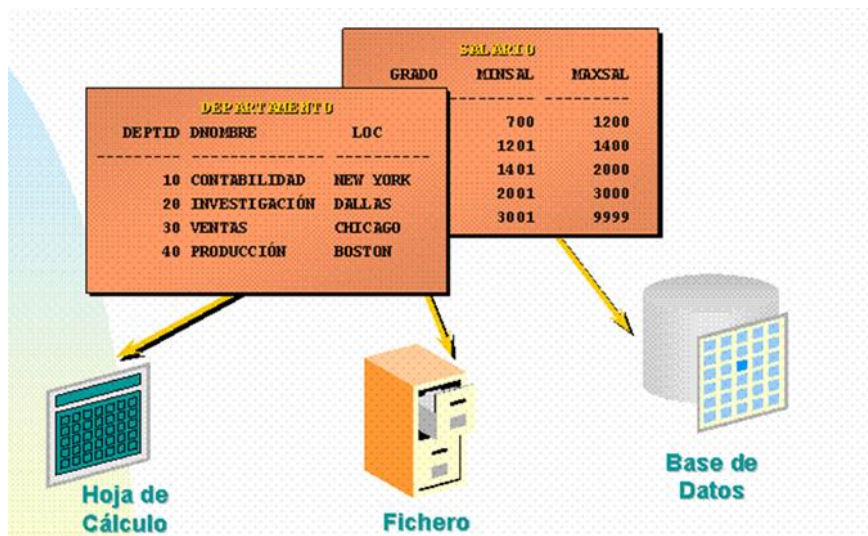 SALARIO
GRADO MINSAL MAXSAL
--------- ---------
700 1200
1201 1400
1401 2000
2001 3000
3001 9999
DEPARTAMENTO
DEPTID DNOMBRE LOC
--------- -------------- ----------
10 CONTABILIDAD NEW YORK
20 INVESTIGACIÓN DALLAS
30 VENTAS CHICAGO
40 PRODUCCIÓN BOSTON
Hoja de
Cálculo
Fichero
Base de
Datos